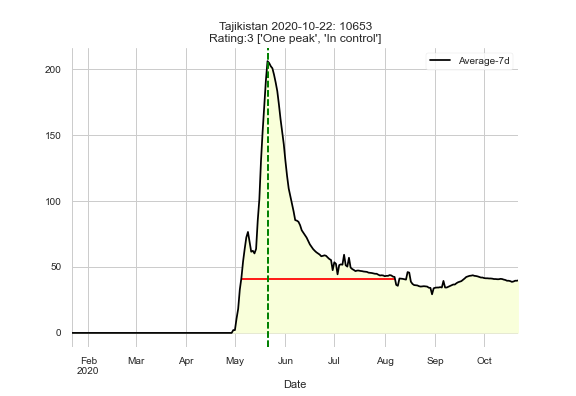 Tajikistan 2020-10-22: 10653
Rating:3 ['One peak', 'In control']
Average-7d
200
150
100
50
0
Feb Mar Apr May Jun Jul Aug Sep Oct
2020
Date